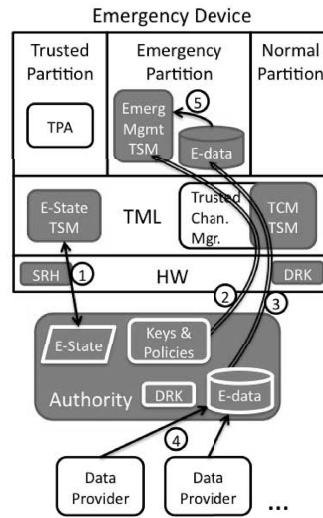 Emergency Device
Trusted
Partition
Emergency
Partition
Normal
Partition
TPA
Emerg
Mgmt
TSM
5
E-data
E-State
TSM
TML
Trusted
Chan.
Mgr.
TCM
TSM
SRH
1
HW
DRK
2
3
E-State
Keys &
Policies
Authority
DRK
E-data
4
Data
Provider
Data
Provider
...